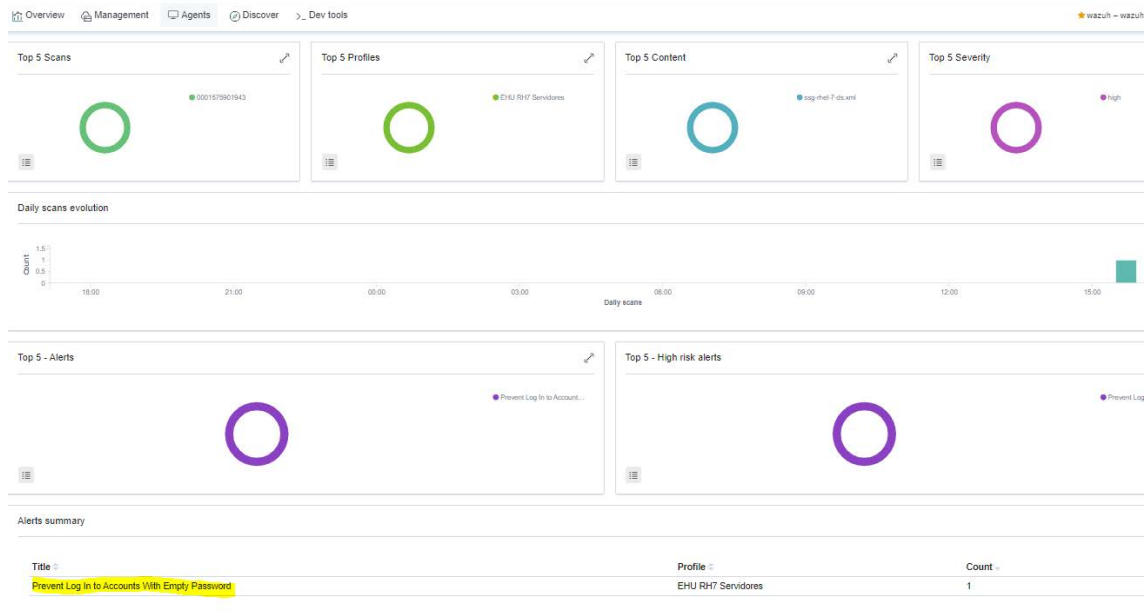 Overview Management Agents Discover >_ Dev tools wazuh – wazuh
Top 5 Scans Top 5 Profiles Top 5 Content Top 5 Severity
0001575901943 EHU RH7 Servidores ssg-rhel-7-ds.xml high
Daily scans evolution
Count
1.5
1
0.5
0
18:00 21:00 00:00 03:00 06:00 09:00 12:00 15:00
Daily scans
Top 5 - Alerts Top 5 - High risk alerts
Prevent Log In to Account... Prevent Log
Alerts summary
Title Profile Count
Prevent Log In to Accounts With Empty Password EHU RH7 Servidores 1